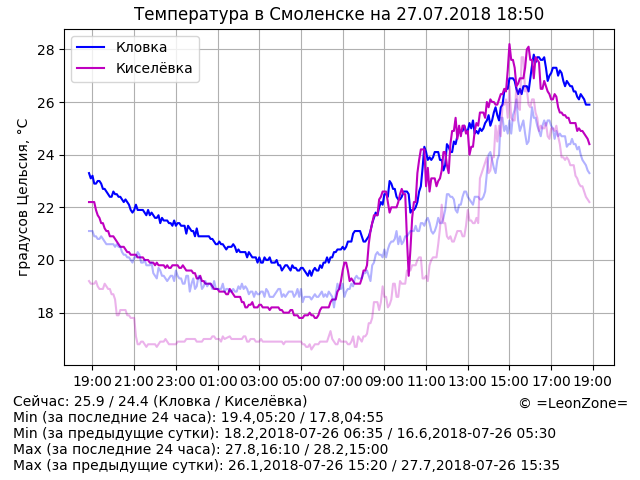 Температура в Смоленске на 27.07.2018 18:50
Кловка
Киселёвка
градусов Цельсия, °C
28
26
24
22
20
18
19:00 21:00 23:00 01:00 03:00 05:00 07:00 09:00 11:00 13:00 15:00 17:00 19:00
© =LeonZone=
Сейчас: 25.9 / 24.4 (Кловка / Киселёвка)
Min (за последние 24 часа): 19.4,05:20 / 17.8,04:55
Min (за предыдущие сутки): 18.2,2018-07-26 06:35 / 16.6,2018-07-26 05:30
Max (за последние 24 часа): 27.8,16:10 / 28.2,15:00
Max (за предыдущие сутки): 26.1,2018-07-26 15:20 / 27.7,2018-07-26 15:35